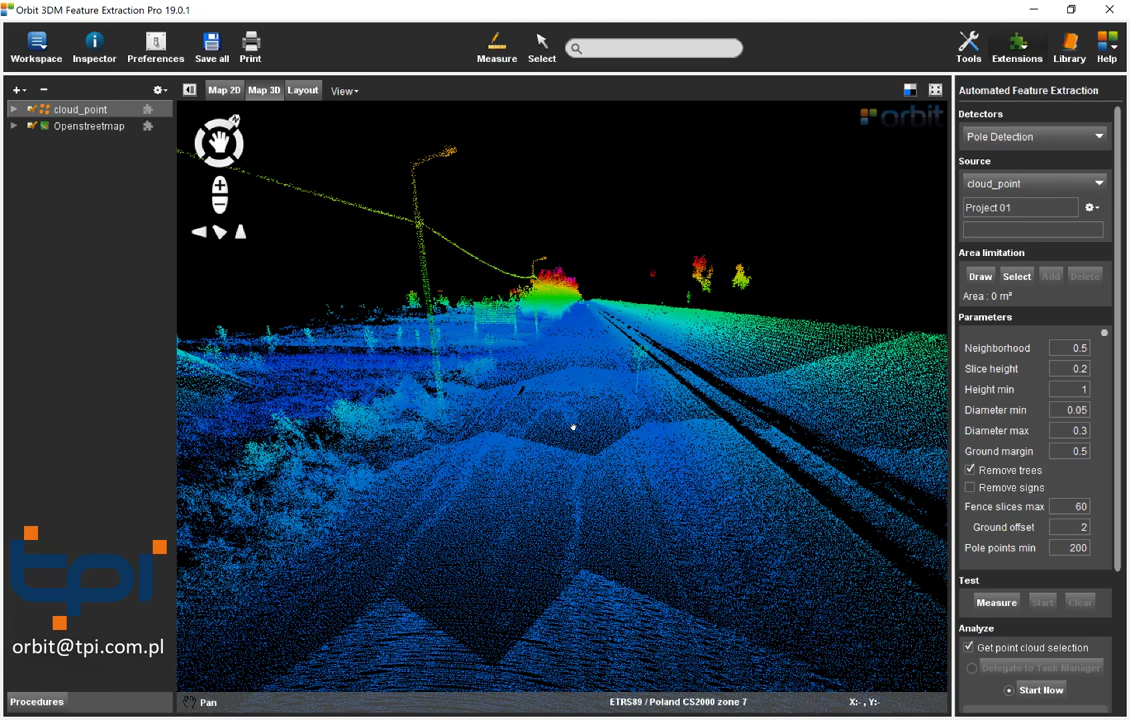 Orbit 3DM Feature Extraction Pro 19.0.1
Workspace Inspector Preferences Save all Print Measure Select Tools Extensions Library Help
Map 2D Map 3D Layout View
cloud_point
Openstreetmap
orbit
Automated Feature Extraction
Detectors
Pole Detection
Source
cloud_point
Project 01
Area limitation
Draw Select Add Delete
Area : 0 m²
Parameters
Neighborhood 0.5
Slice height 0.2
Height min 1
Diameter min 0.05
Diameter max 0.3
Ground margin 0.5
Remove trees
Remove signs
Fence slices max 60
Ground offset 2
Pole points min 200
Test
Measure Start Clear
Analyze
Get point cloud selection
Delegate to Task Manager
Start Now
tpi
orbit@tpi.com.pl
Procedures
Pan
ETRS89 / Poland CS2000 zone 7
X:- , Y:-